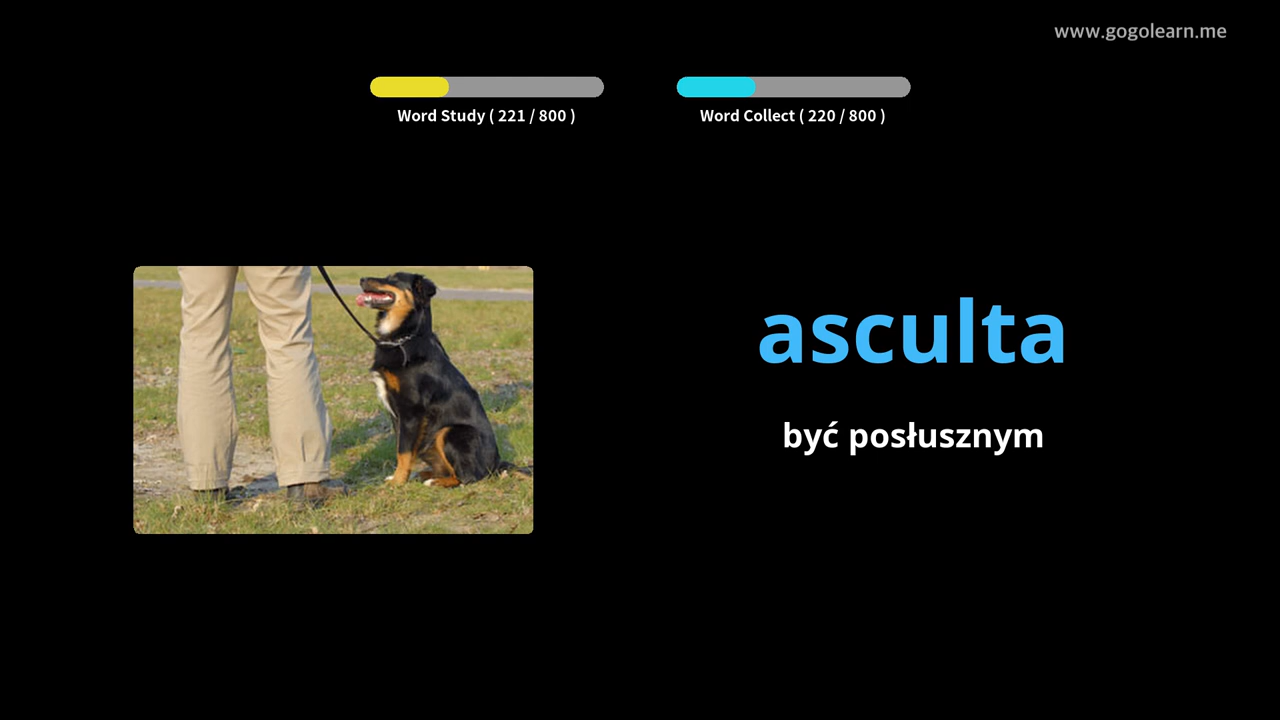 www.gogolearn.me
Word Study ( 221 / 800 )
Word Collect ( 220 / 800 )
asculta
być posłusznym